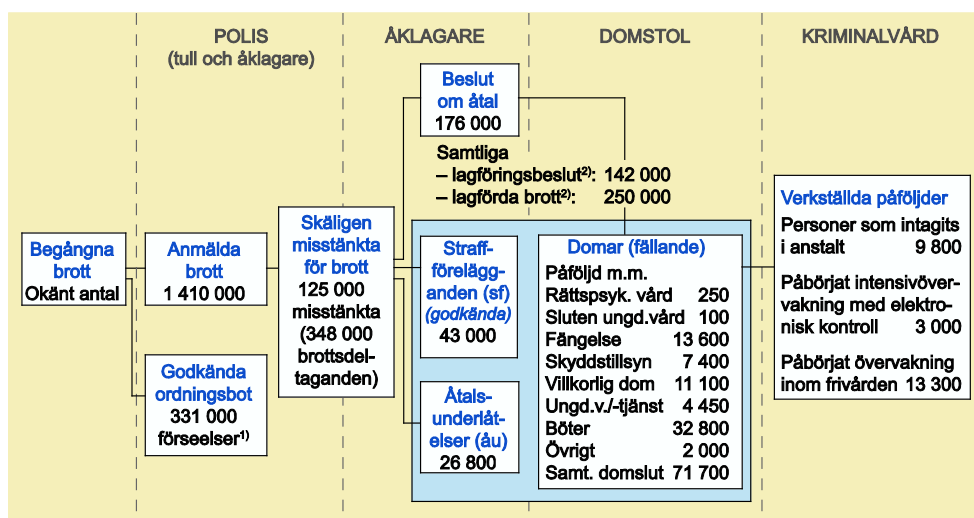 POLIS
(tull och åklagare)
ÅKLAGARE
DOMSTOL
KRIMINALVÅRD
Begångna
brott
Okänt antal
Anmälda
brott
1 410 000
Godkända
ordningsbot
331 000
förseelser¹⁾
Skäligen
misstänkta
för brott
125 000
misstänkta
(348 000
brottsdel-
taganden)
Beslut
om åtal
176 000
Samtliga
– lagföringsbeslut²⁾: 142 000
– lagförda brott²⁾: 250 000
Straff-
förelägg-
anden (sf)
(godkända)
43 000
Åtals-
underlåt-
elser (åu)
26 800
Domar (fällande)
Påföljd m.m.
Rättspsyk. vård 250
Sluten ungd.vård 100
Fängelse 13 600
Skyddstillsyn 7 400
Villkorlig dom 11 100
Ungd.v./-tjänst 4 450
Böter 32 800
Övrigt 2 000
Samt. domslut 71 700
Verkställda påföljder
Personer som intagits
i anstalt 9 800
Påbörjat intensivöver-
vakning med elektro-
nisk kontroll 3 000
Påbörjat övervakning
inom frivården 13 300